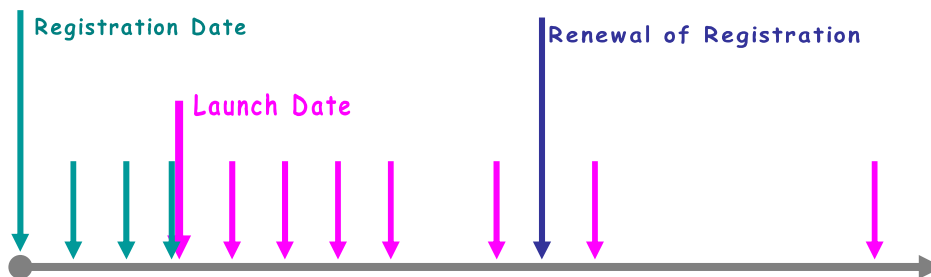 Registration Date
Renewal of Registration
Launch Date